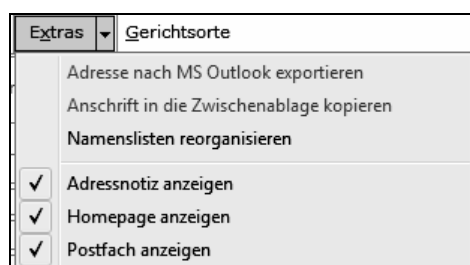 Extras Gerichtsorte
Adresse nach MS Outlook exportieren
Anschrift in die Zwischenablage kopieren
Namenslisten reorganisieren
Adressnotiz anzeigen
Homepage anzeigen
Postfach anzeigen